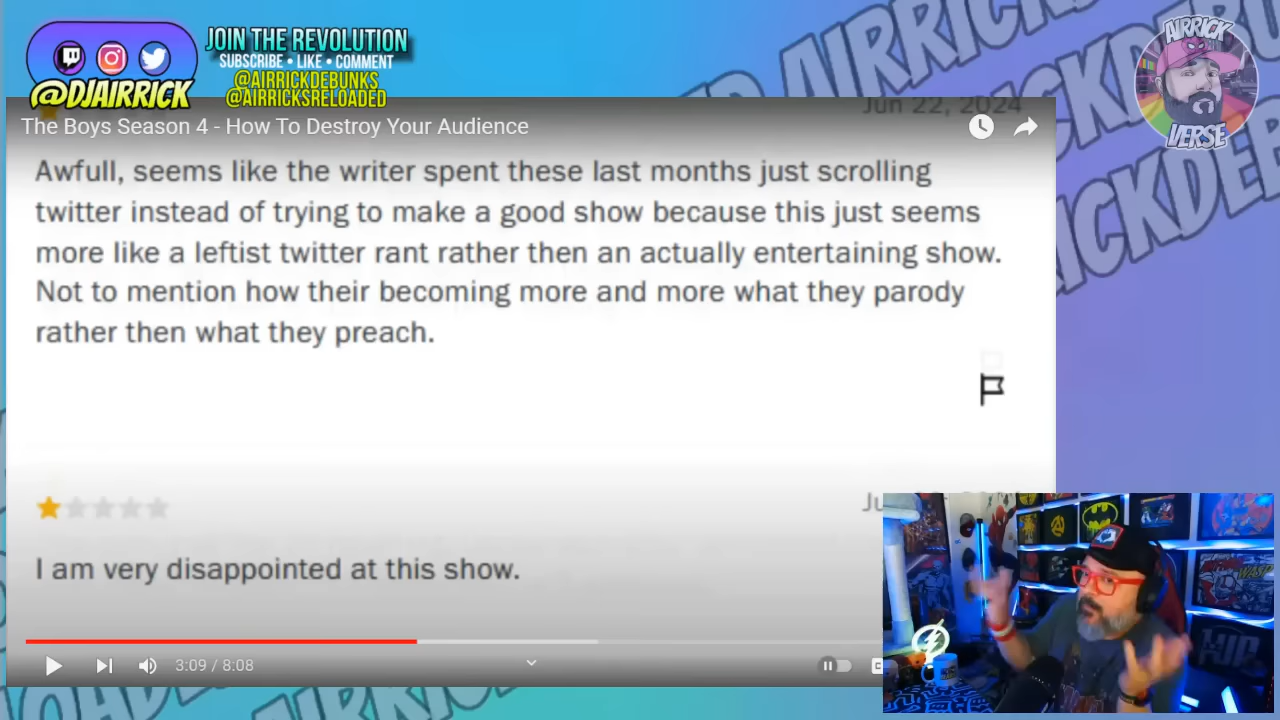 JOIN THE REVOLUTION
SUBSCRIBE • LIKE • COMMENT
@AIRRICKDEBUNKS
@AIRRICKSRELOADED
@DJAIRRICK
AIRRICK
VERSE
Jun 22, 2024
The Boys Season 4 - How To Destroy Your Audience
Awfull, seems like the writer spent these last months just scrolling
twitter instead of trying to make a good show because this just seems
more like a leftist twitter rant rather then an actually entertaining show.
Not to mention how their becoming more and more what they parody
rather then what they preach.
I am very disappointed at this show.
3:09 / 8:08
WASP
1UP